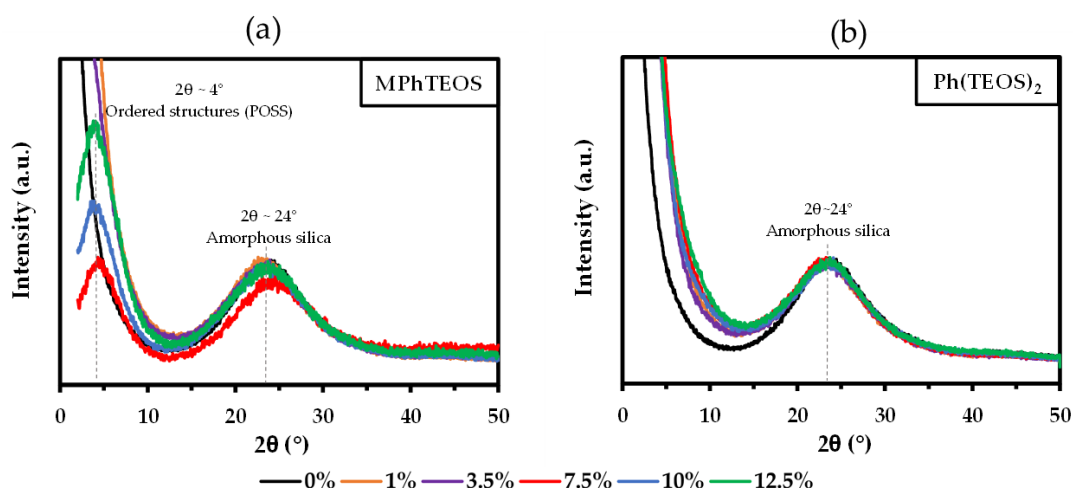 (a)
MPhTEOS
2θ ~ 4°
Ordered structures (POSS)
2θ ~ 24°
Amorphous silica
Intensity (a.u.)
0 10 20 30 40 50
2θ (°)
(b)
Ph(TEOS)2
2θ~24°
Amorphous silica
Intensity (a.u.)
0 10 20 30 40 50
2θ (°)
0% 1% 3.5% 7.5% 10% 12.5%